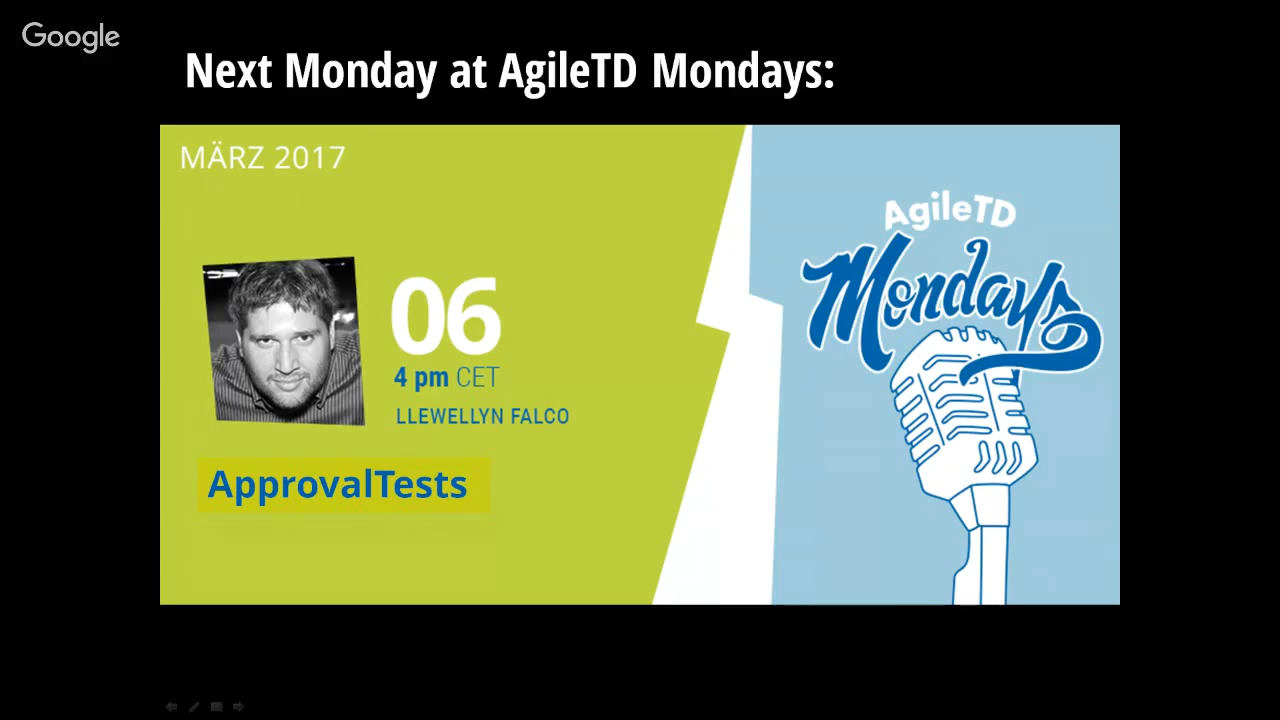 Google
Next Monday at AgileTD Mondays:
MÄRZ 2017
AgileTD
Mondays
06
4 pm CET
LLEWELLYN FALCO
ApprovalTests